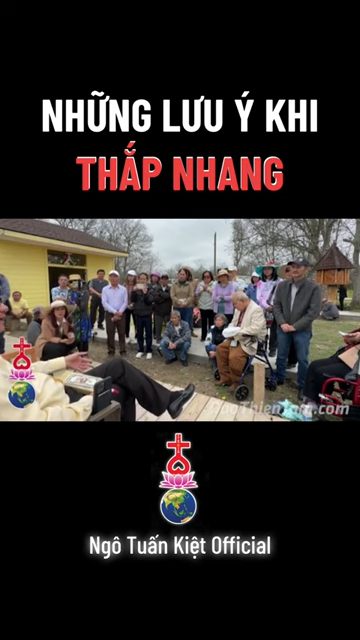 NHỮNG LƯU Ý KHI
THẮP NHANG
Ngô Tuấn Kiệt Official